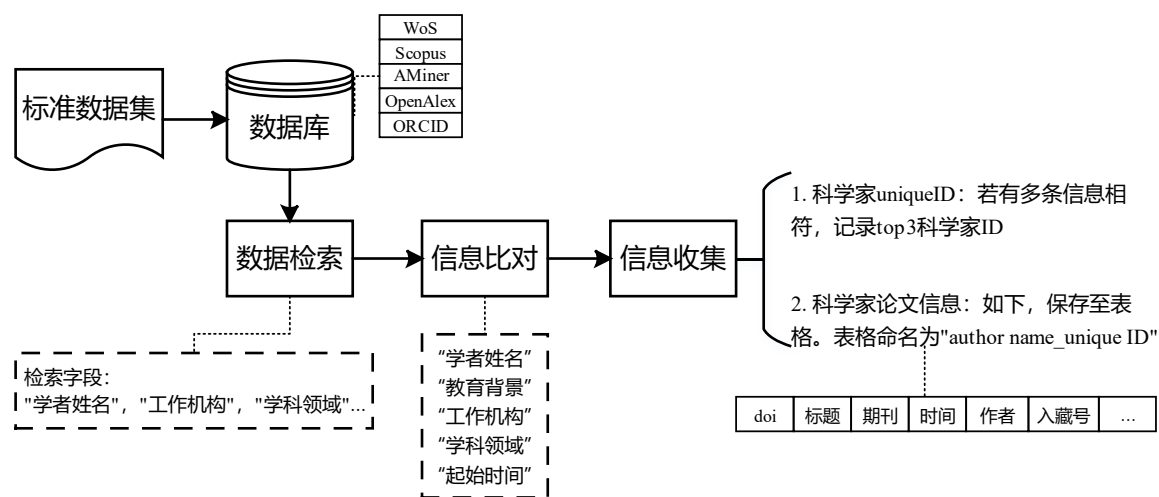 WoS
Scopus
AMiner
OpenAlex
ORCID
标准数据集
数据库
数据检索
信息比对
信息收集
1. 科学家uniqueID：若有多条信息相
符，记录top3科学家ID
2. 科学家论文信息：如下，保存至表
格。表格命名为"author name_unique ID"
检索字段：
"学者姓名"，"工作机构"，"学科领域"...
“学者姓名”
“教育背景”
“工作机构”
“学科领域”
“起始时间”
doi 标题 期刊 时间 作者 入藏号 ...